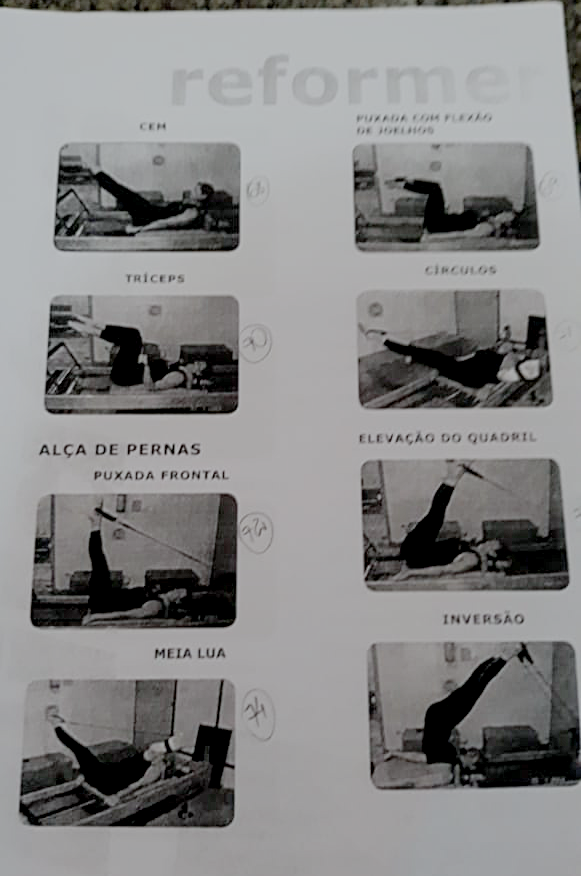 reformer
CEM
PUXADA COM FLEXÃO
DE JOELHOS
TRÍCEPS
CÍRCULOS
ALÇA DE PERNAS
PUXADA FRONTAL
ELEVAÇÃO DO QUADRIL
MEIA LUA
INVERSÃO